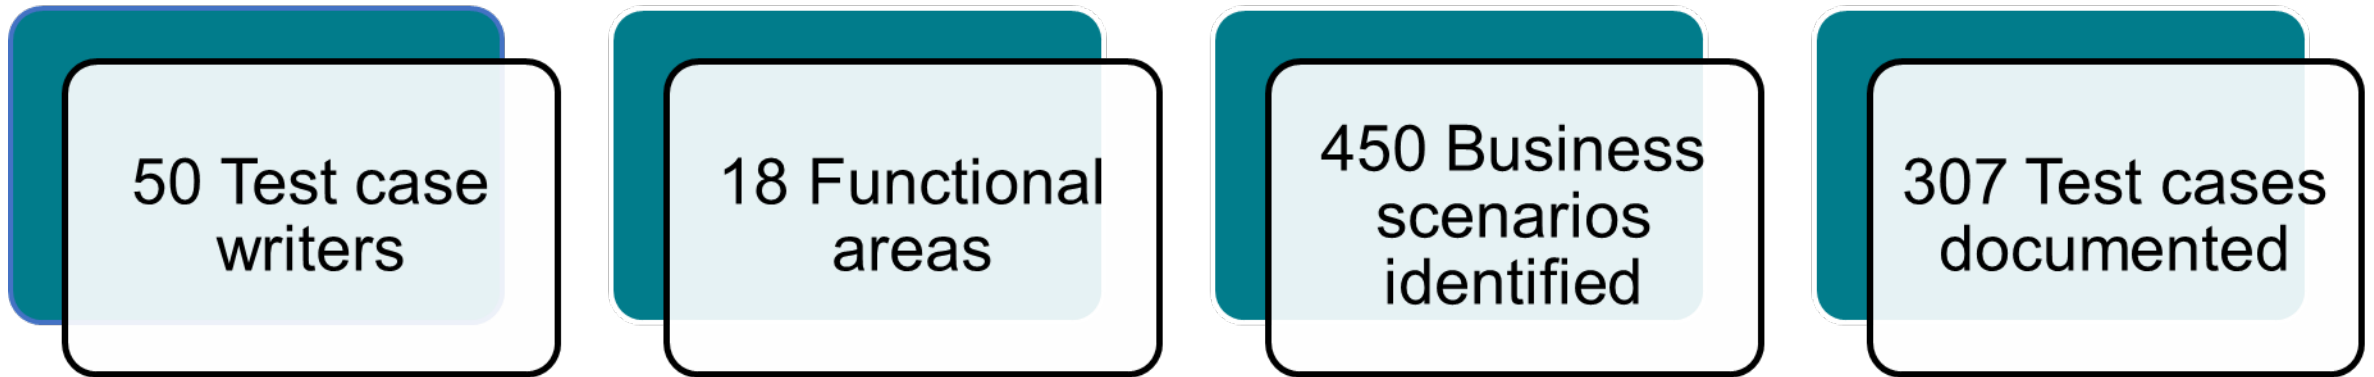 50 Test case
writers
18 Functional
areas
450 Business
scenarios
identified
307 Test cases
documented